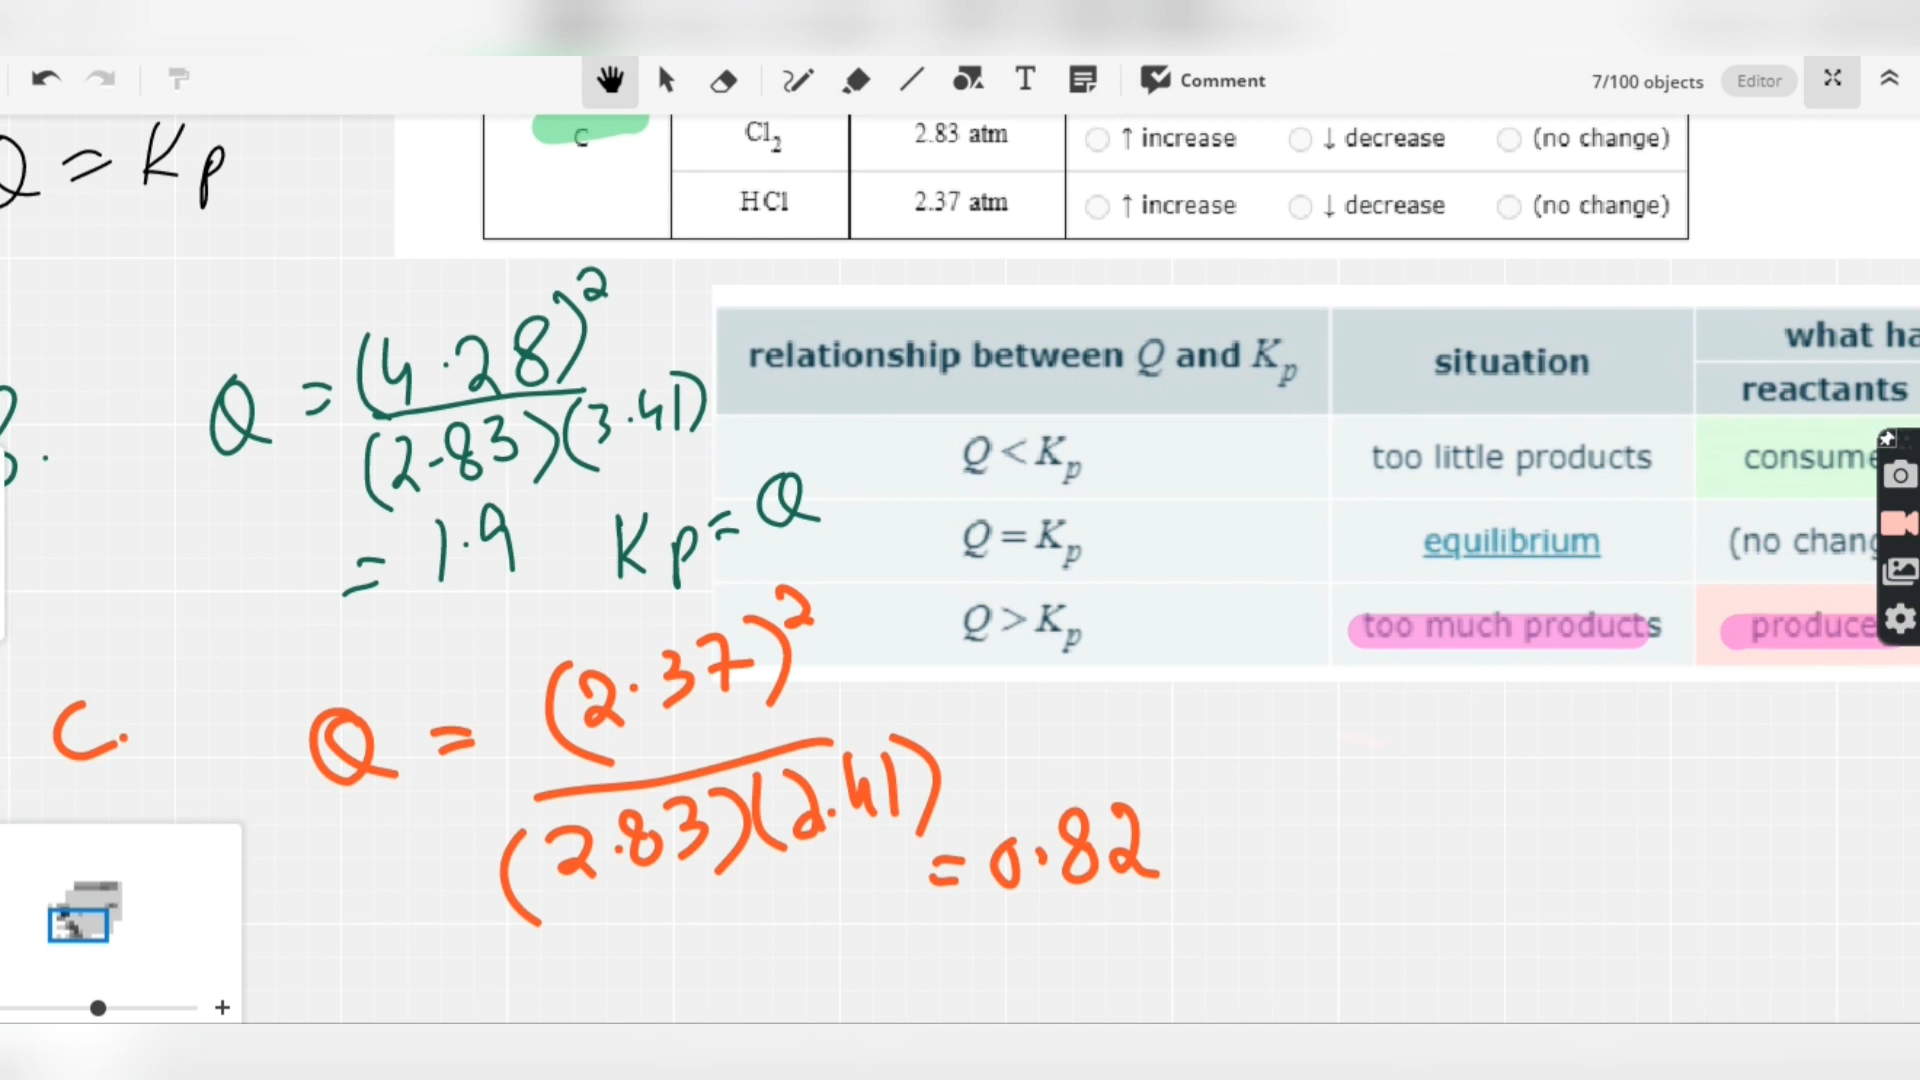 Comment 7/100 objects Editor
Q = Kp
C Cl2 2.83 atm ↑ increase ↓ decrease (no change)
HCl 2.37 atm ↑ increase ↓ decrease (no change)
Q = (4.28)²
(2.83)(3.41)
= 1.9 Kp = Q
relationship between Q and Kp situation what ha
reactants
Q < Kp too little products consume
Q = Kp equilibrium (no chang
Q > Kp too much products produce
C. Q = (2.37)²
(2.83)(2.41)
= 0.82